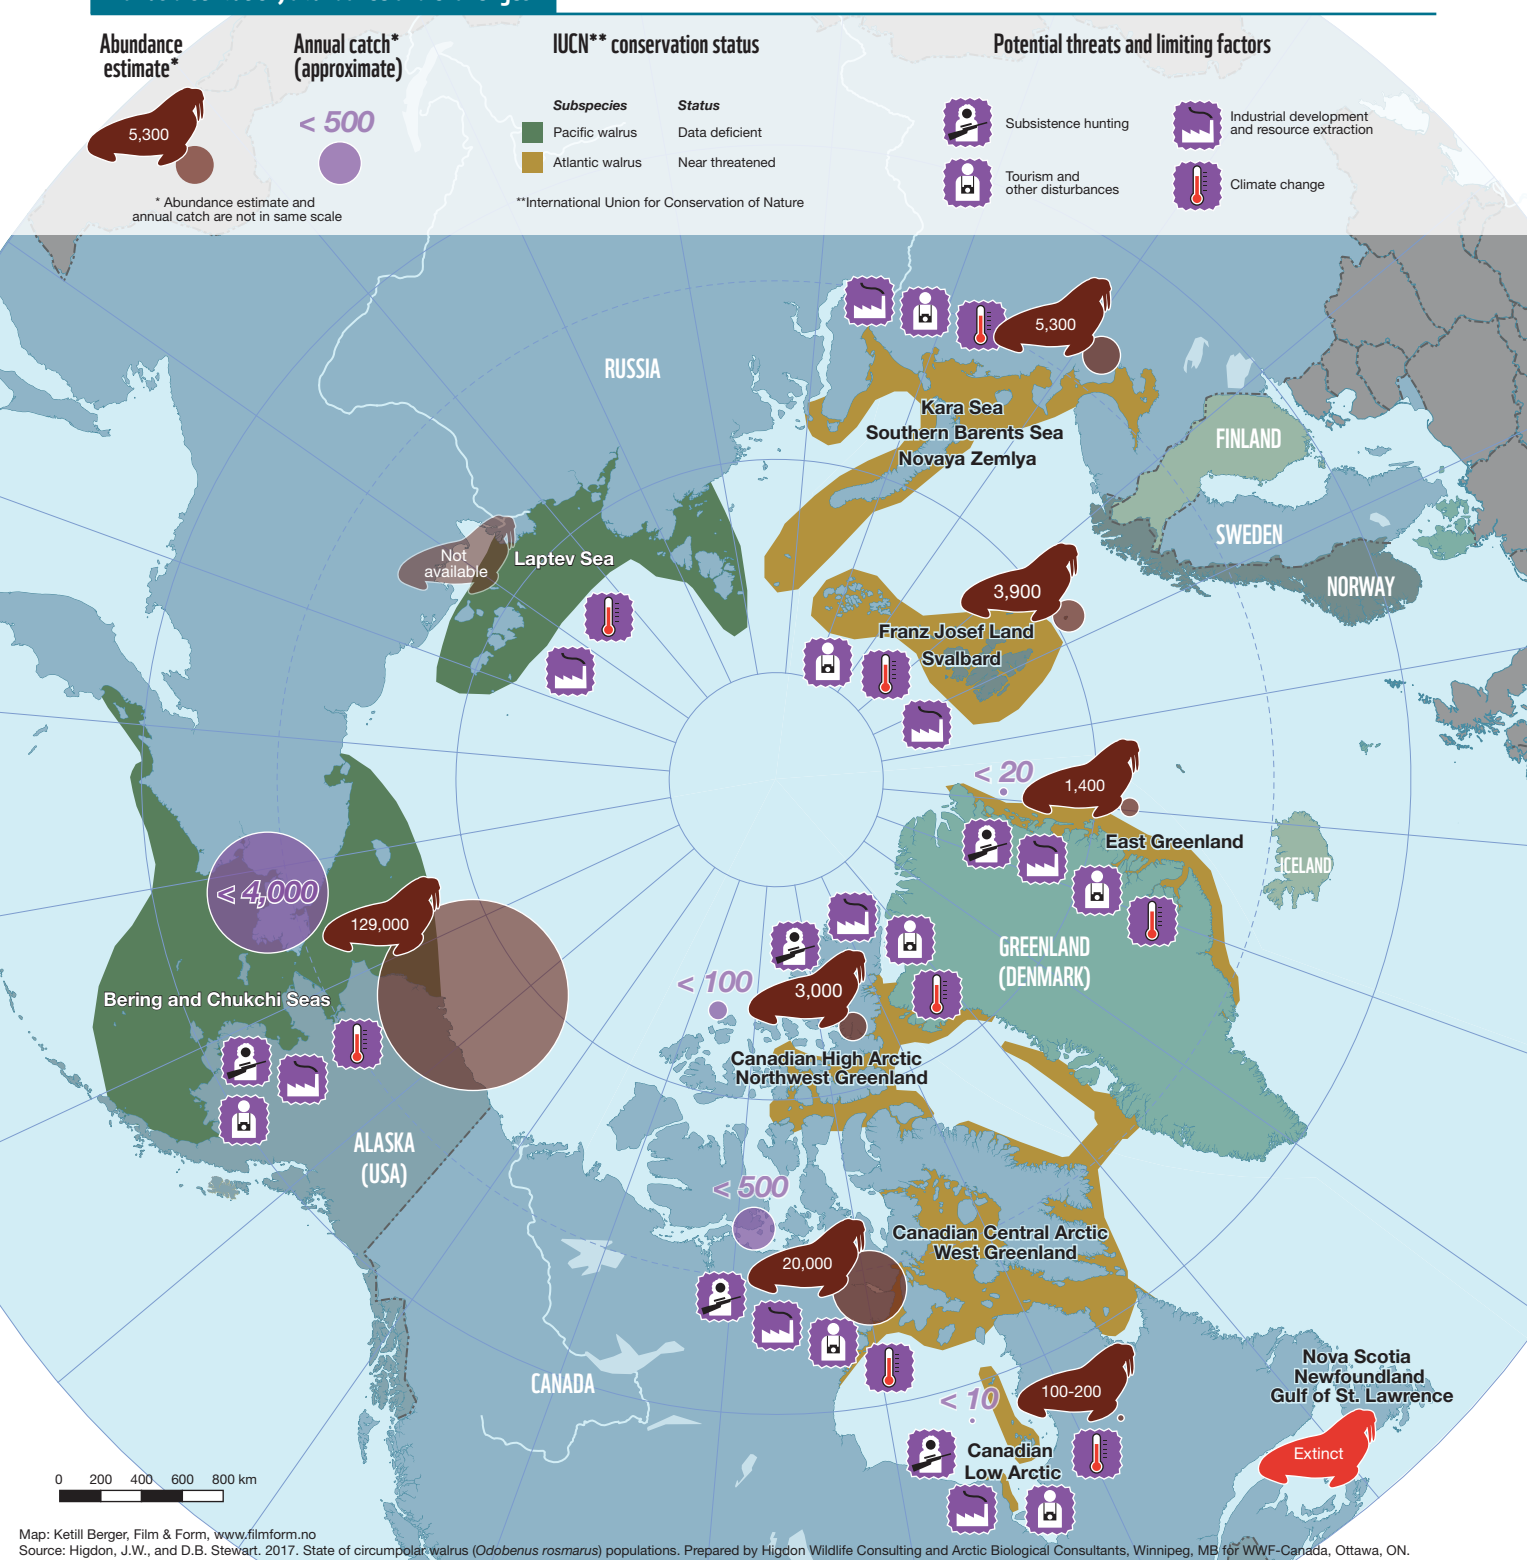 Abundance
estimate*
5,300
* Abundance estimate and
annual catch are not in same scale
Annual catch*
(approximate)
< 500
IUCN** conservation status
Subspecies Status
Pacific walrus Data deficient
Atlantic walrus Near threatened
**International Union for Conservation of Nature
Potential threats and limiting factors
Subsistence hunting
Industrial development
and resource extraction
Tourism and
other disturbances
Climate change
5,300
RUSSIA
Kara Sea
Southern Barents Sea
Novaya Zemlya
FINLAND
SWEDEN
NORWAY
Not
available
Laptev Sea
3,900
Franz Josef Land
Svalbard
< 20
1,400
East Greenland
ICELAND
< 4,000
129,000
Bering and Chukchi Seas
GREENLAND
(DENMARK)
< 100
3,000
Canadian High Arctic
Northwest Greenland
ALASKA
(USA)
< 500
20,000
Canadian Central Arctic
West Greenland
CANADA
< 10
100-200
Canadian
Low Arctic
Nova Scotia
Newfoundland
Gulf of St. Lawrence
Extinct
0 200 400 600 800 km
Map: Ketill Berger, Film & Form, www.filmform.no
Source: Higdon, J.W., and D.B. Stewart. 2017. State of circumpolar walrus (Odobenus rosmarus) populations. Prepared by Higdon Wildlife Consulting and Arctic Biological Consultants, Winnipeg, MB for WWF-Canada, Ottawa, ON.